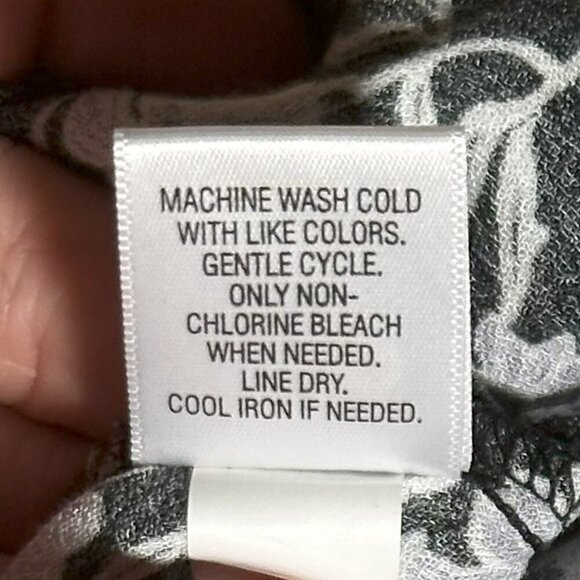 MACHINE WASH COLD
WITH LIKE COLORS.
GENTLE CYCLE.
ONLY NON-
CHLORINE BLEACH
WHEN NEEDED.
LINE DRY.
COOL IRON IF NEEDED.